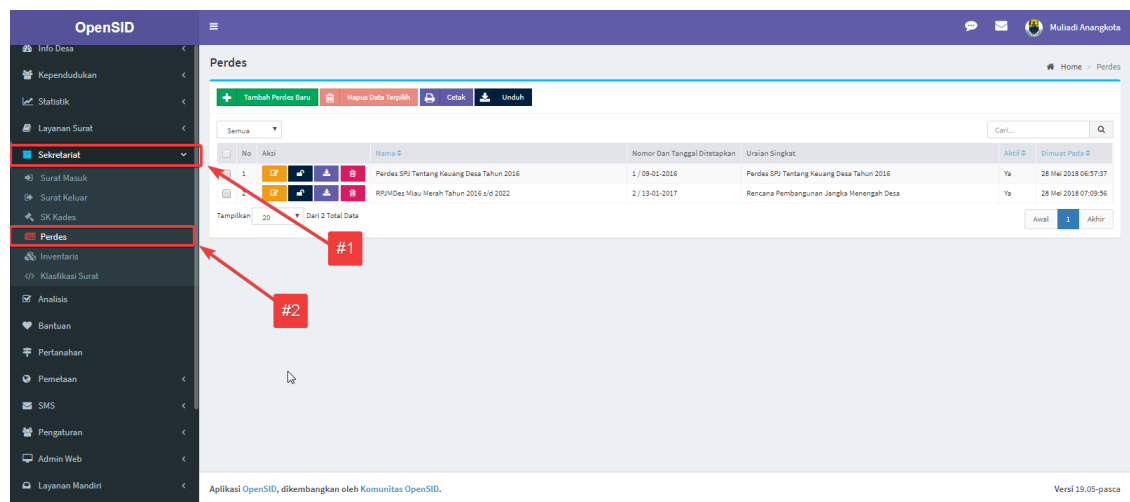 OpenSID
Muliadi Anangkota
Info Desa
Kependudukan
Statistik
Layanan Surat
Sekretariat
Surat Masuk
Surat Keluar
SK Kades
Perdes
Inventaris
Klasfikasi Surat
Analisis
Bantuan
Pertanahan
Pemetaan
SMS
Pengaturan
Admin Web
Layanan Mandiri
Perdes
Home > Perdes
Tambah Perdes Baru Hapus Data Terpilih Cetak Unduh
Semua Cari...
No Aksi Nama Nomor Dan Tanggal Ditetapkan Uraian Singkat Aktif Dimuat Pada
1 Perdes SPJ Tentang Keuang Desa Tahun 2016 1 / 09-01-2016 Perdes SPJ Tentang Keuang Desa Tahun 2016 Ya 28 Mei 2018 06:57:37
2 RPJMDes Miau Merah Tahun 2016 s/d 2022 2 / 13-01-2017 Rencana Pembangunan Jangka Menengah Desa Ya 28 Mei 2018 07:09:56
Tampilkan 20 Dari 2 Total Data Awal 1 Akhir
#1
#2
Aplikasi OpenSID, dikembangkan oleh Komunitas OpenSID. Versi 19.05-pasca